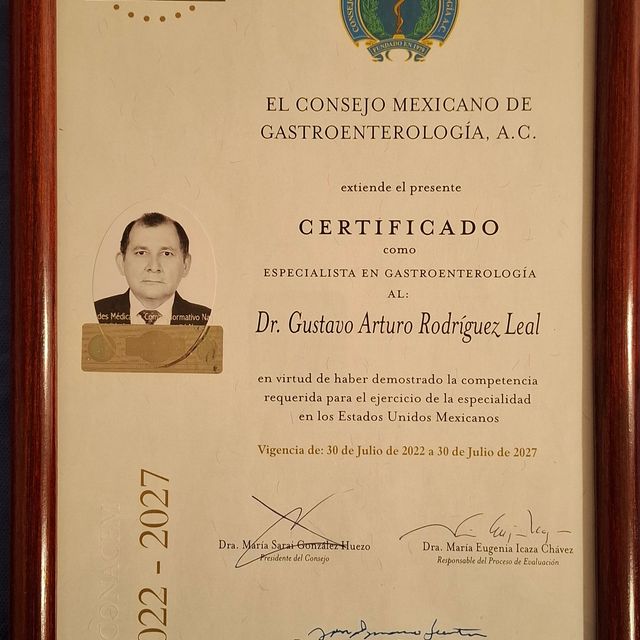 FUNDADO EN
EL CONSEJO MEXICANO DE
GASTROENTEROLOGÍA, A.C.
extiende el presente
CERTIFICADO
como
ESPECIALISTA EN GASTROENTEROLOGÍA
AL:
Dr. Gustavo Arturo Rodríguez Leal
en virtud de haber demostrado la competencia
requerida para el ejercicio de la especialidad
en los Estados Unidos Mexicanos
Vigencia de: 30 de Julio de 2022 a 30 de Julio de 2027
Dra. María Sarai González Huezo
Presidente del Consejo
Dra. María Eugenia Icaza Chávez
Responsable del Proceso de Evaluación
CONACEM
022 - 2027